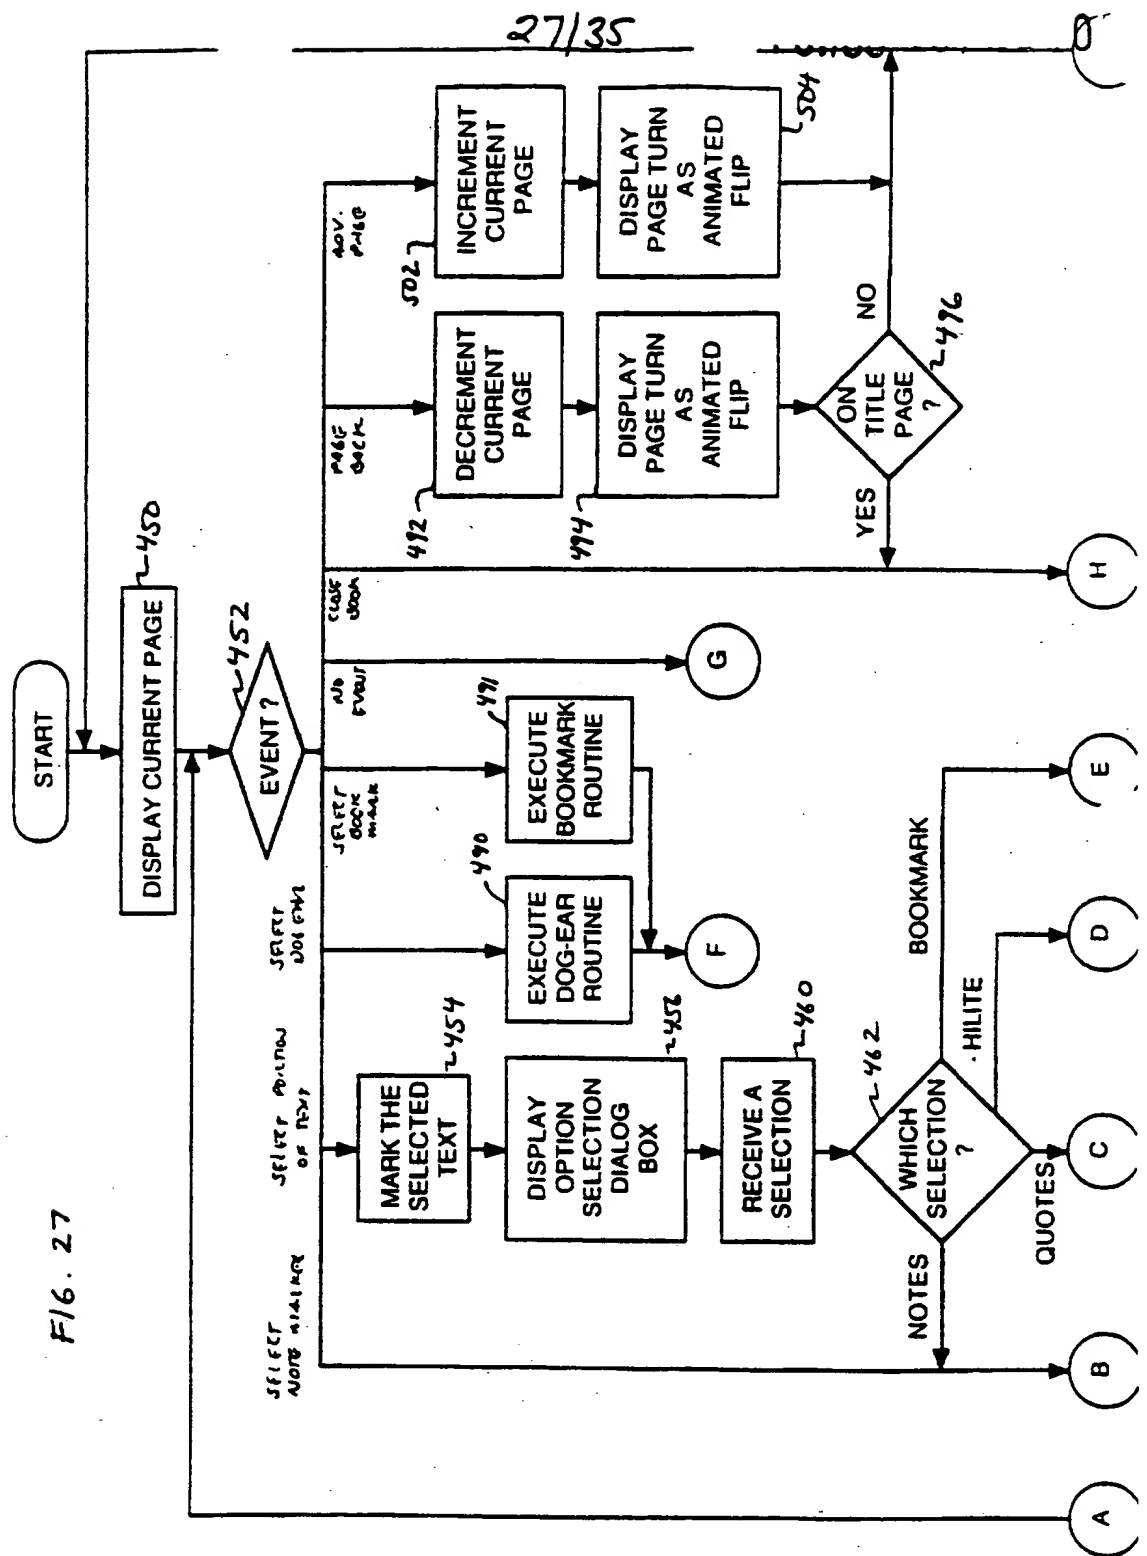 27/35
FIG. 27
START
DISPLAY CURRENT PAGE
450
EVENT?
452
SELECT
NOTE MARKER
SELECT PORTION
OF TEXT
SELECT
DOG EAR
SELECT
BOOK
MARK
NO
EVENT
CLOSE
BOOK
PAGE
BACK
ADV.
PAGE
MARK THE
SELECTED
TEXT
454
DISPLAY
OPTION
SELECTION
DIALOG
BOX
456
RECEIVE A
SELECTION
460
WHICH
SELECTION
?
462
NOTES
QUOTES
HILITE
BOOKMARK
EXECUTE
DOG-EAR
ROUTINE
490
EXECUTE
BOOKMARK
ROUTINE
491
F
G
DECREMENT
CURRENT
PAGE
492
DISPLAY
PAGE TURN
AS
ANIMATED
FLIP
494
ON
TITLE
PAGE
?
496
YES
NO
INCREMENT
CURRENT
PAGE
502
DISPLAY
PAGE TURN
AS
ANIMATED
FLIP
504
A
B
C
D
E
H